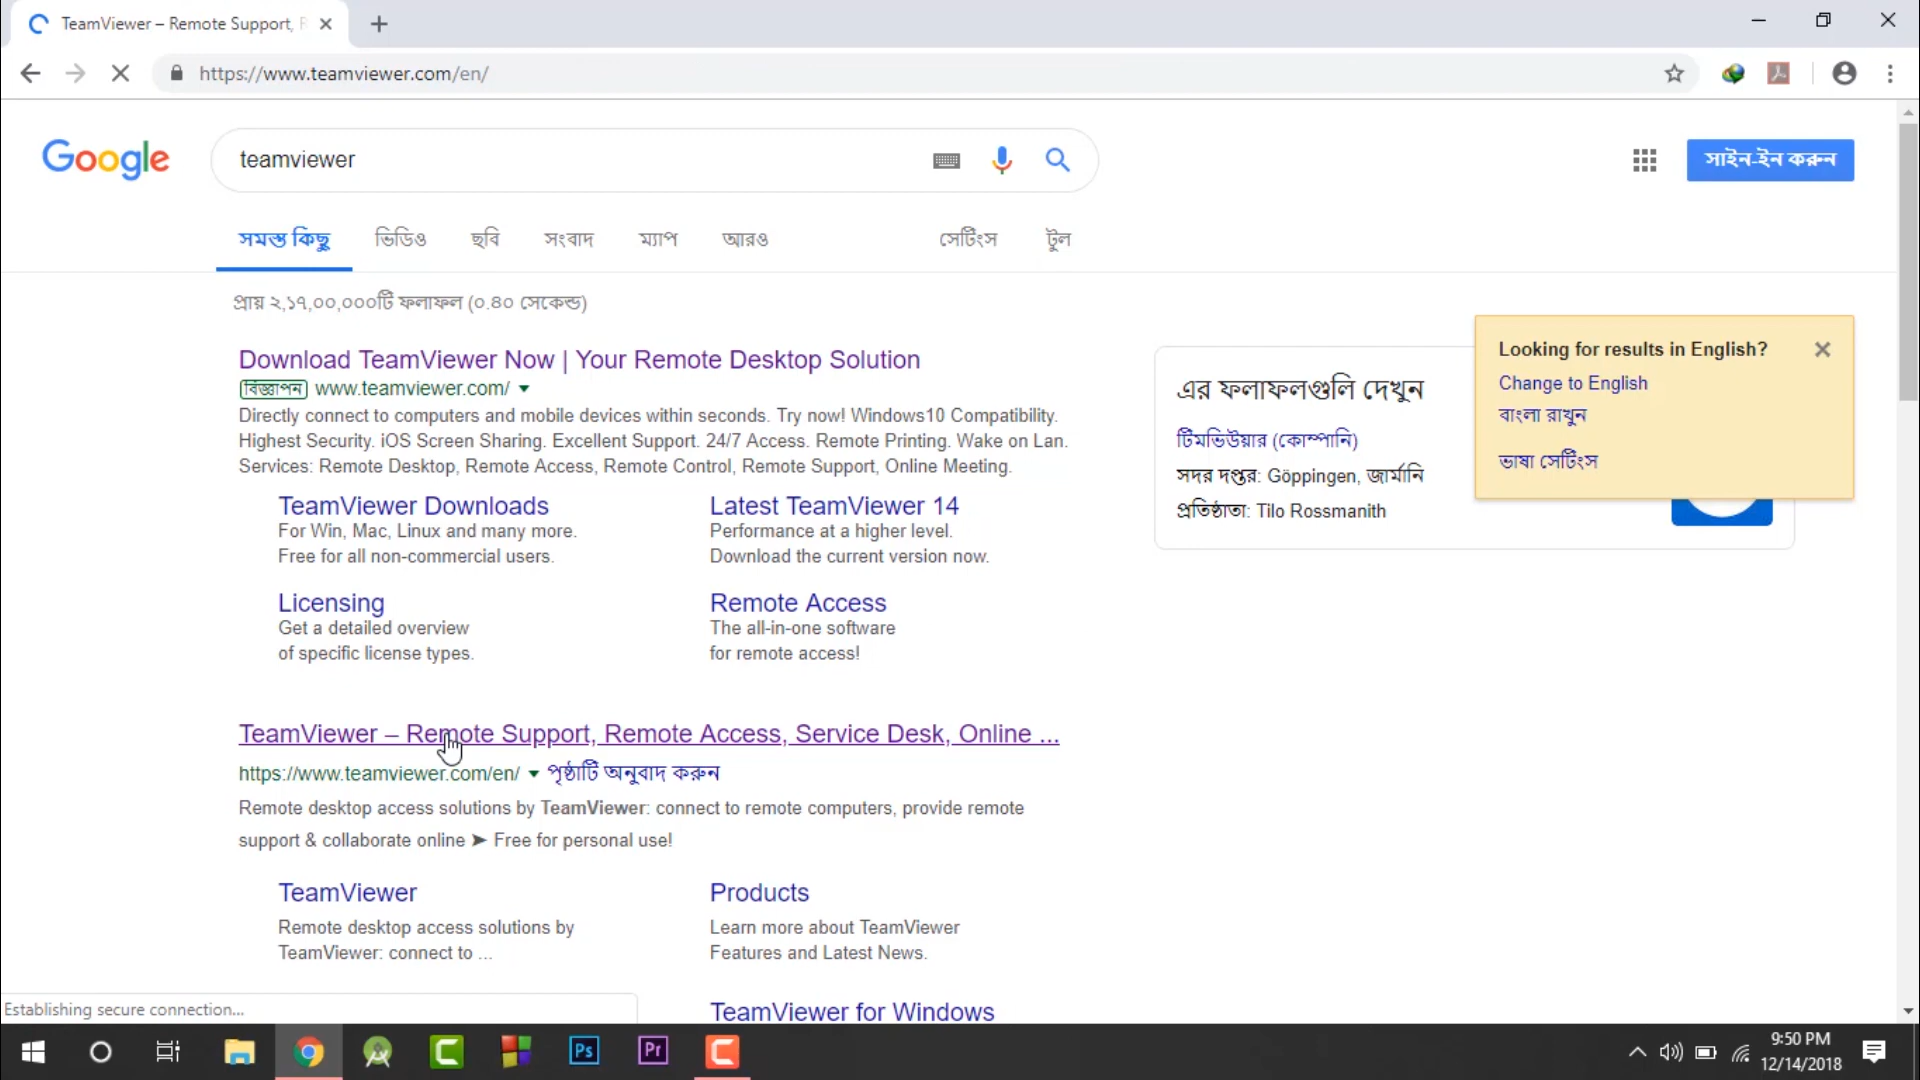 TeamViewer – Remote Support,
https://www.teamviewer.com/en/
Google
teamviewer
সাইন-ইন করুন
সমস্ত কিছু ভিডিও ছবি সংবাদ ম্যাপ আরও সেটিংস টুল
প্রায় ২,১৭,০০,০০০টি ফলাফল (০.৪০ সেকেন্ড)
Download TeamViewer Now | Your Remote Desktop Solution
বিজ্ঞাপন www.teamviewer.com/
Directly connect to computers and mobile devices within seconds. Try now! Windows10 Compatibility.
Highest Security. iOS Screen Sharing. Excellent Support. 24/7 Access. Remote Printing. Wake on Lan.
Services: Remote Desktop, Remote Access, Remote Control, Remote Support, Online Meeting.
TeamViewer Downloads
For Win, Mac, Linux and many more.
Free for all non-commercial users.
Latest TeamViewer 14
Performance at a higher level.
Download the current version now.
Licensing
Get a detailed overview
of specific license types.
Remote Access
The all-in-one software
for remote access!
TeamViewer – Remote Support, Remote Access, Service Desk, Online ...
https://www.teamviewer.com/en/ পৃষ্ঠাটি অনুবাদ করুন
Remote desktop access solutions by TeamViewer: connect to remote computers, provide remote
support & collaborate online ➤ Free for personal use!
TeamViewer
Remote desktop access solutions by
TeamViewer: connect to ...
Products
Learn more about TeamViewer
Features and Latest News.
TeamViewer for Windows
এর ফলাফলগুলি দেখুন
টিমভিউয়ার (কোম্পানি)
সদর দপ্তর: Göppingen, জার্মানি
প্রতিষ্ঠাতা: Tilo Rossmanith
Looking for results in English?
Change to English
বাংলা রাখুন
ভাষা সেটিংস
Establishing secure connection...
Ps
Pr
9:50 PM
12/14/2018